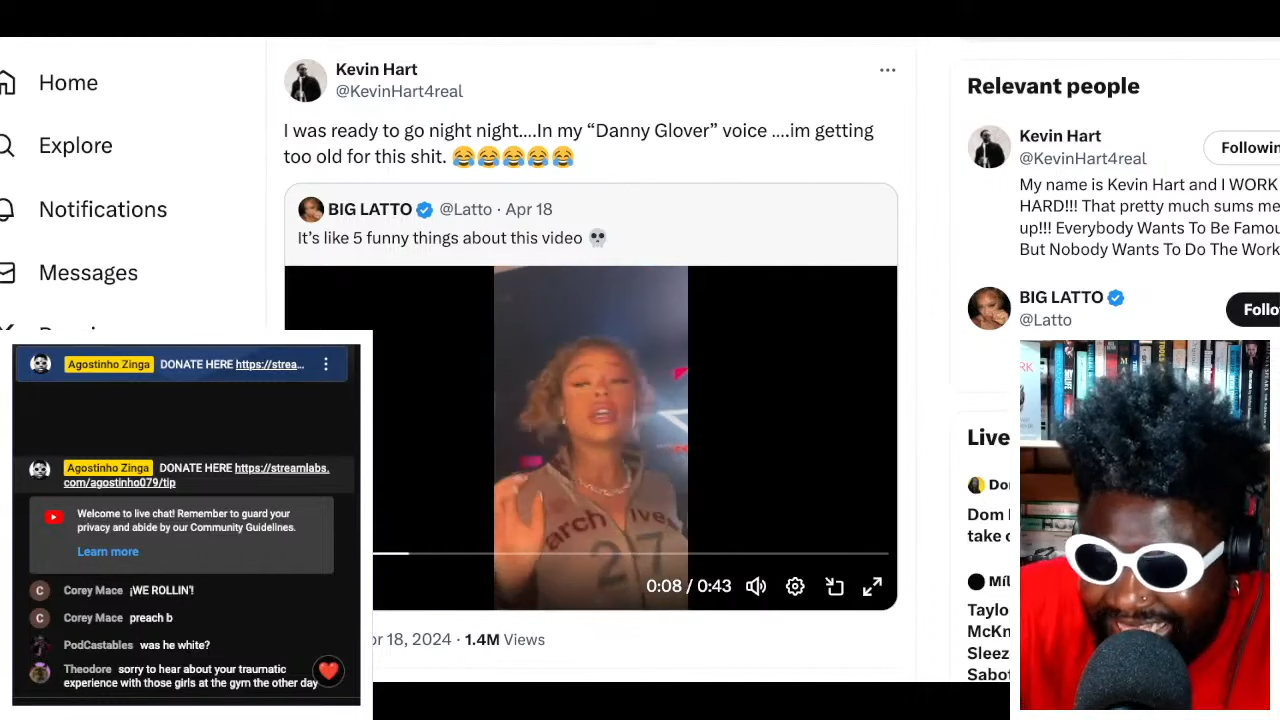 Home
Explore
Notifications
Messages
Kevin Hart
@KevinHart4real
I was ready to go night night....In my “Danny Glover” voice ....im getting
too old for this shit. 😂😂😂😂😂
BIG LATTO @Latto · Apr 18
It’s like 5 funny things about this video 💀
arch lives
27
0:08 / 0:43
pr 18, 2024 · 1.4M Views
Relevant people
Kevin Hart
@KevinHart4real
Followin
My name is Kevin Hart and I WORK
HARD!!! That pretty much sums me
up!!! Everybody Wants To Be Famou
But Nobody Wants To Do The Work
BIG LATTO
@Latto
Follo
Live
Do
Dom
take c
Míl
Taylo
McKn
Sleez
Sabot
Agostinho Zinga DONATE HERE https://strea...
Agostinho Zinga DONATE HERE https://streamlabs.
com/agostinho079/tip
Welcome to live chat! Remember to guard your
privacy and abide by our Community Guidelines.
Learn more
C Corey Mace ¡WE ROLLIN'!
C Corey Mace preach b
PodCastables was he white?
Theodore sorry to hear about your traumatic
experience with those girls at the gym the other day
RK